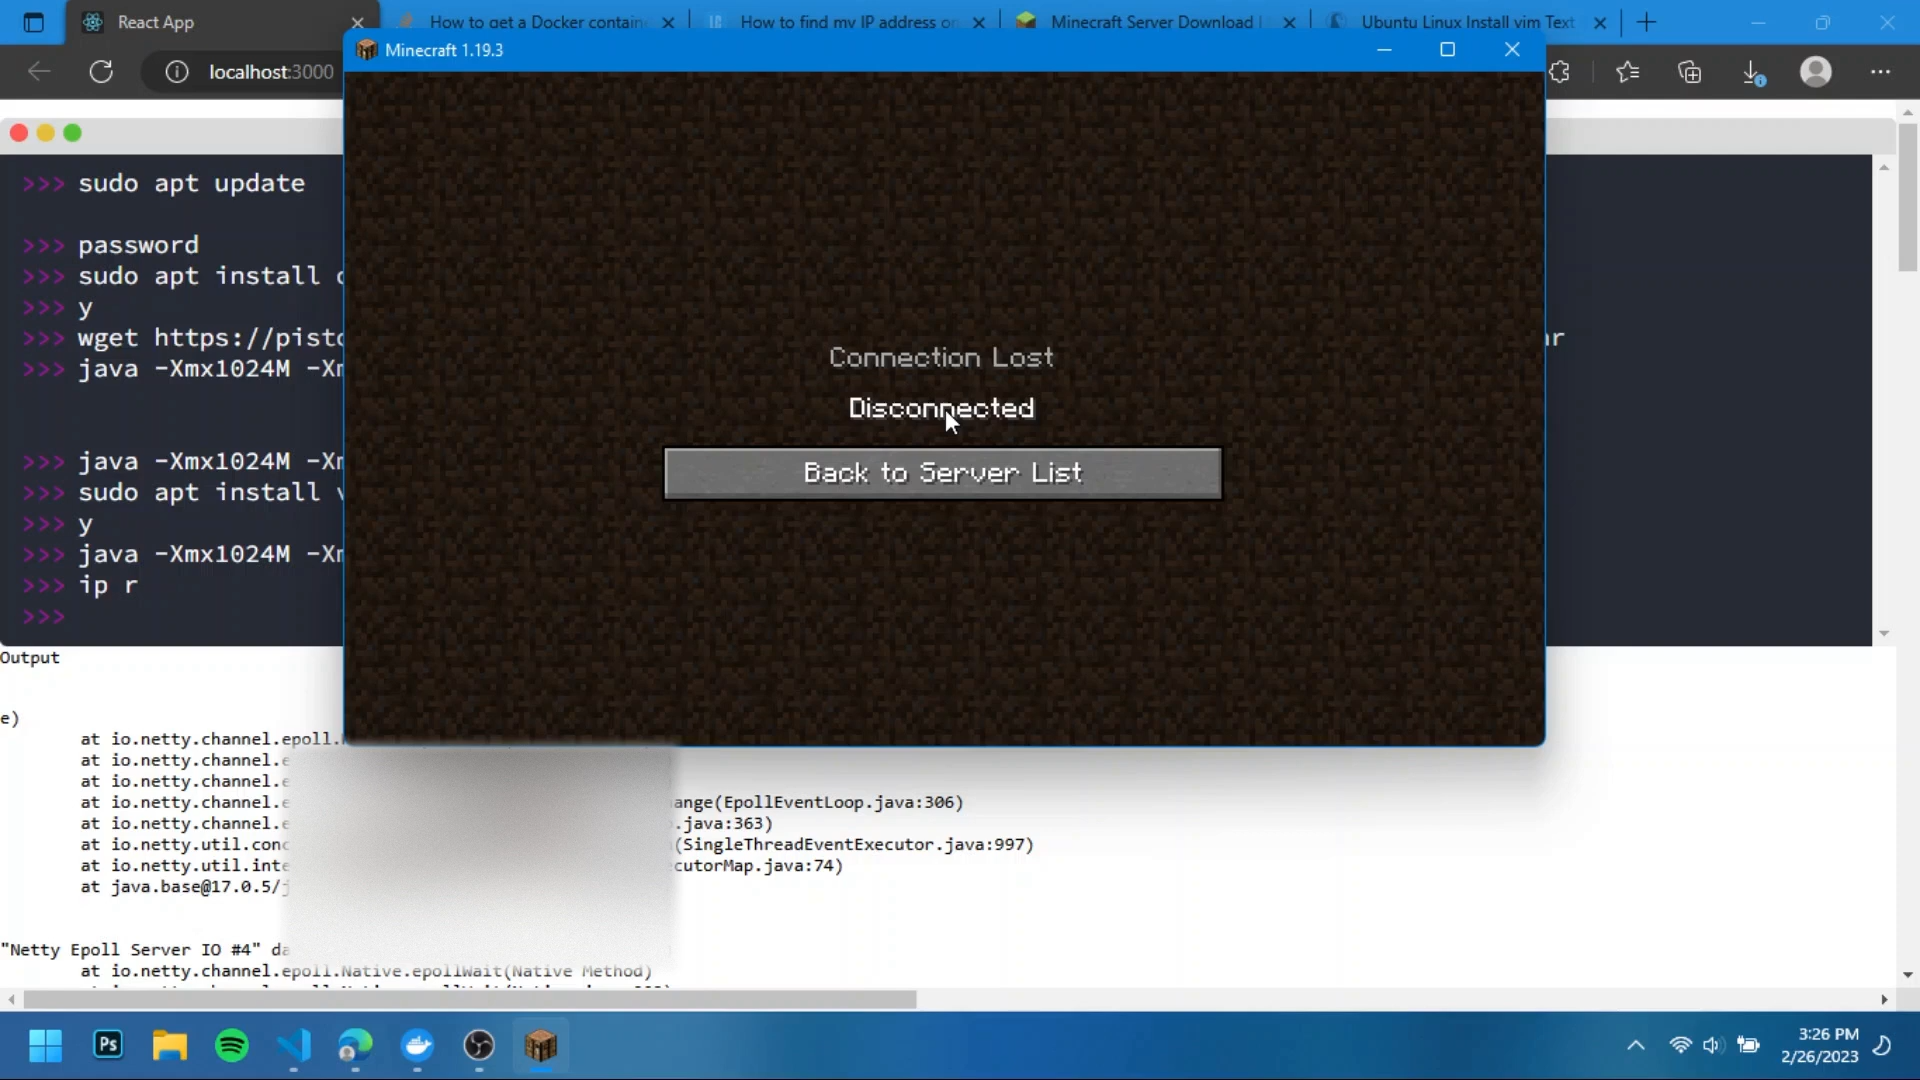 React App
How to get a Docker contain
How to find my IP address on
Minecraft Server Download |
Ubuntu Linux Install vim Text
Minecraft 1.19.3
localhost:3000
>>> sudo apt update
>>> password
>>> sudo apt install
>>> y
>>> wget https://pisto
ar
>>> java -Xmx1024M
>>> java -Xmx1024M
>>> sudo apt install
>>> y
>>> java -Xmx1024M
>>> ip r
>>>
Connection Lost
Disconnected
Back to Server List
Output
e)
at io.netty.channel.epoll.
at io.netty.channel.e
at io.netty.channel.e
at io.netty.channel.e ange(EpollEventLoop.java:306)
at io.netty.channel.e .java:363)
at io.netty.util.conc (SingleThreadEventExecutor.java:997)
at io.netty.util.inte cutorMap.java:74)
at java.base@17.0.5/j
"Netty Epoll Server IO #4" da
at io.netty.channel.epoll.Native.epollWait(Native Method)
Ps
3:26 PM
2/26/2023